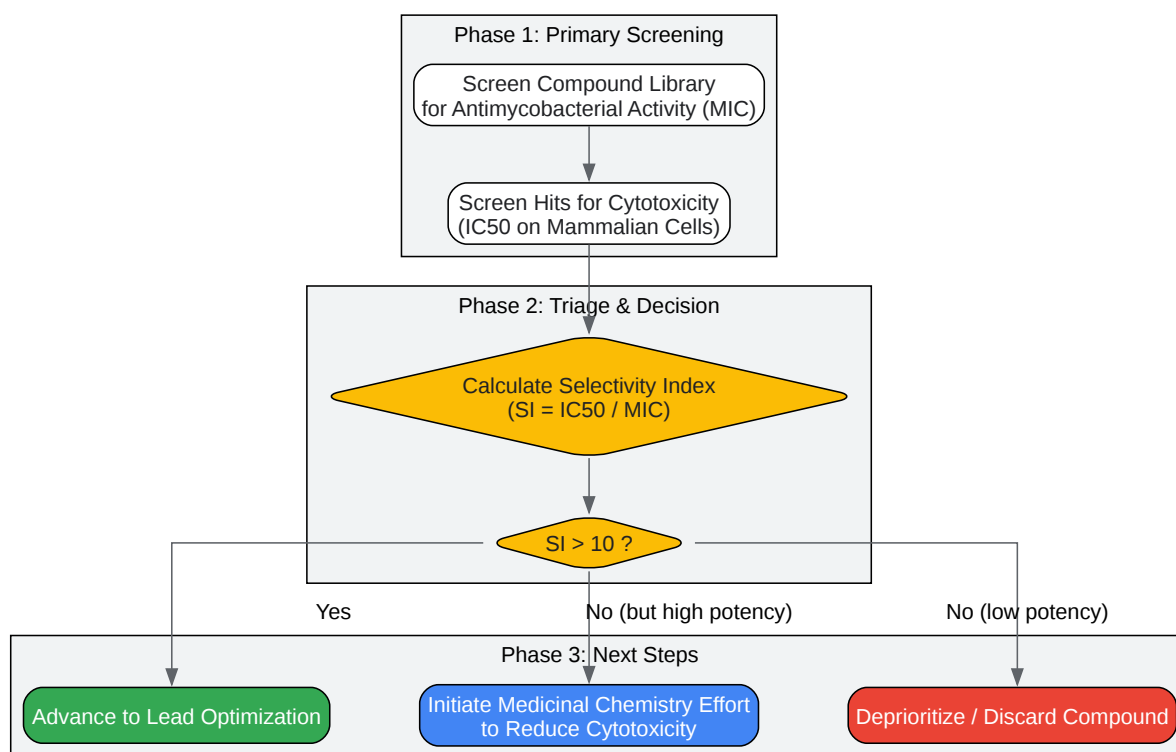 Phase 1: Primary Screening
Screen Compound Library
for Antimycobacterial Activity (MIC)
Screen Hits for Cytotoxicity
(IC50 on Mammalian Cells)
Phase 2: Triage & Decision
Calculate Selectivity Index
(SI = IC50 / MIC)
SI > 10 ?
Yes
No (but high potency)
No (low potency)
Phase 3: Next Steps
Advance to Lead Optimization
Initiate Medicinal Chemistry Effort
to Reduce Cytotoxicity
Deprioritize / Discard Compound